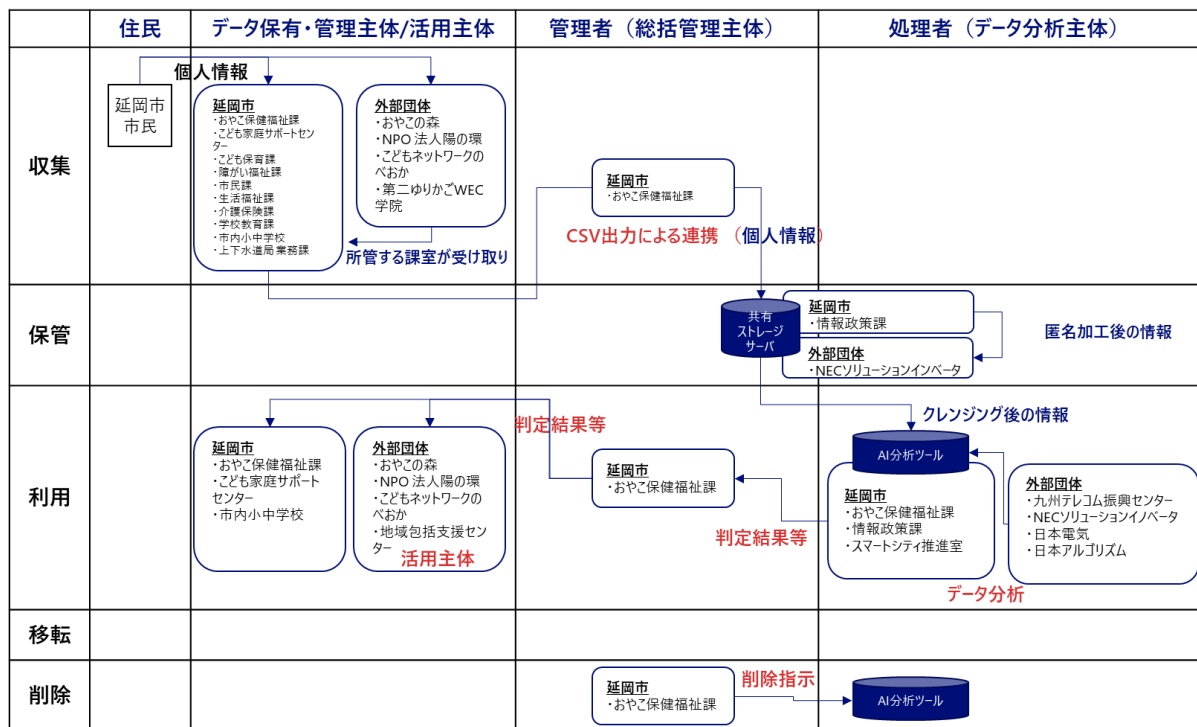 住民
データ保有・管理主体/活用主体
管理者（総括管理主体）
処理者（データ分析主体）
収集
延岡市
市民
個人情報
延岡市
・おやこ保健福祉課
・こども家庭サポートセン
ター
・こども保育課
・障がい福祉課
・市民課
・生活福祉課
・介護保険課
・学校教育課
・市内小中学校
・上下水道局業務課
外部団体
・おやこの森
・NPO 法人陽の環
・こどもネットワークの
べおか
・第二ゆりかごWEC
学院
所管する課室が受け取り
延岡市
・おやこ保健福祉課
CSV出力による連携 （個人情報）
保管
共有
ストレージ
サーバ
延岡市
・情報政策課
外部団体
・NECソリューションインベータ
匿名加工後の情報
利用
延岡市
・おやこ保健福祉課
・こども家庭サポート
センター
・市内小中学校
外部団体
・おやこの森
・NPO 法人陽の環
・こどもネットワークの
べおか
・地域包括支援セン
ター
活用主体
判定結果等
延岡市
・おやこ保健福祉課
判定結果等
クレンジング後の情報
AI分析ツール
延岡市
・おやこ保健福祉課
・情報政策課
・スマートシティ推進室
外部団体
・九州テレコム振興センター
・NECソリューションイノベータ
・日本電気
・日本アルゴリズム
データ分析
移転
削除
延岡市
・おやこ保健福祉課
削除指示
AI分析ツール